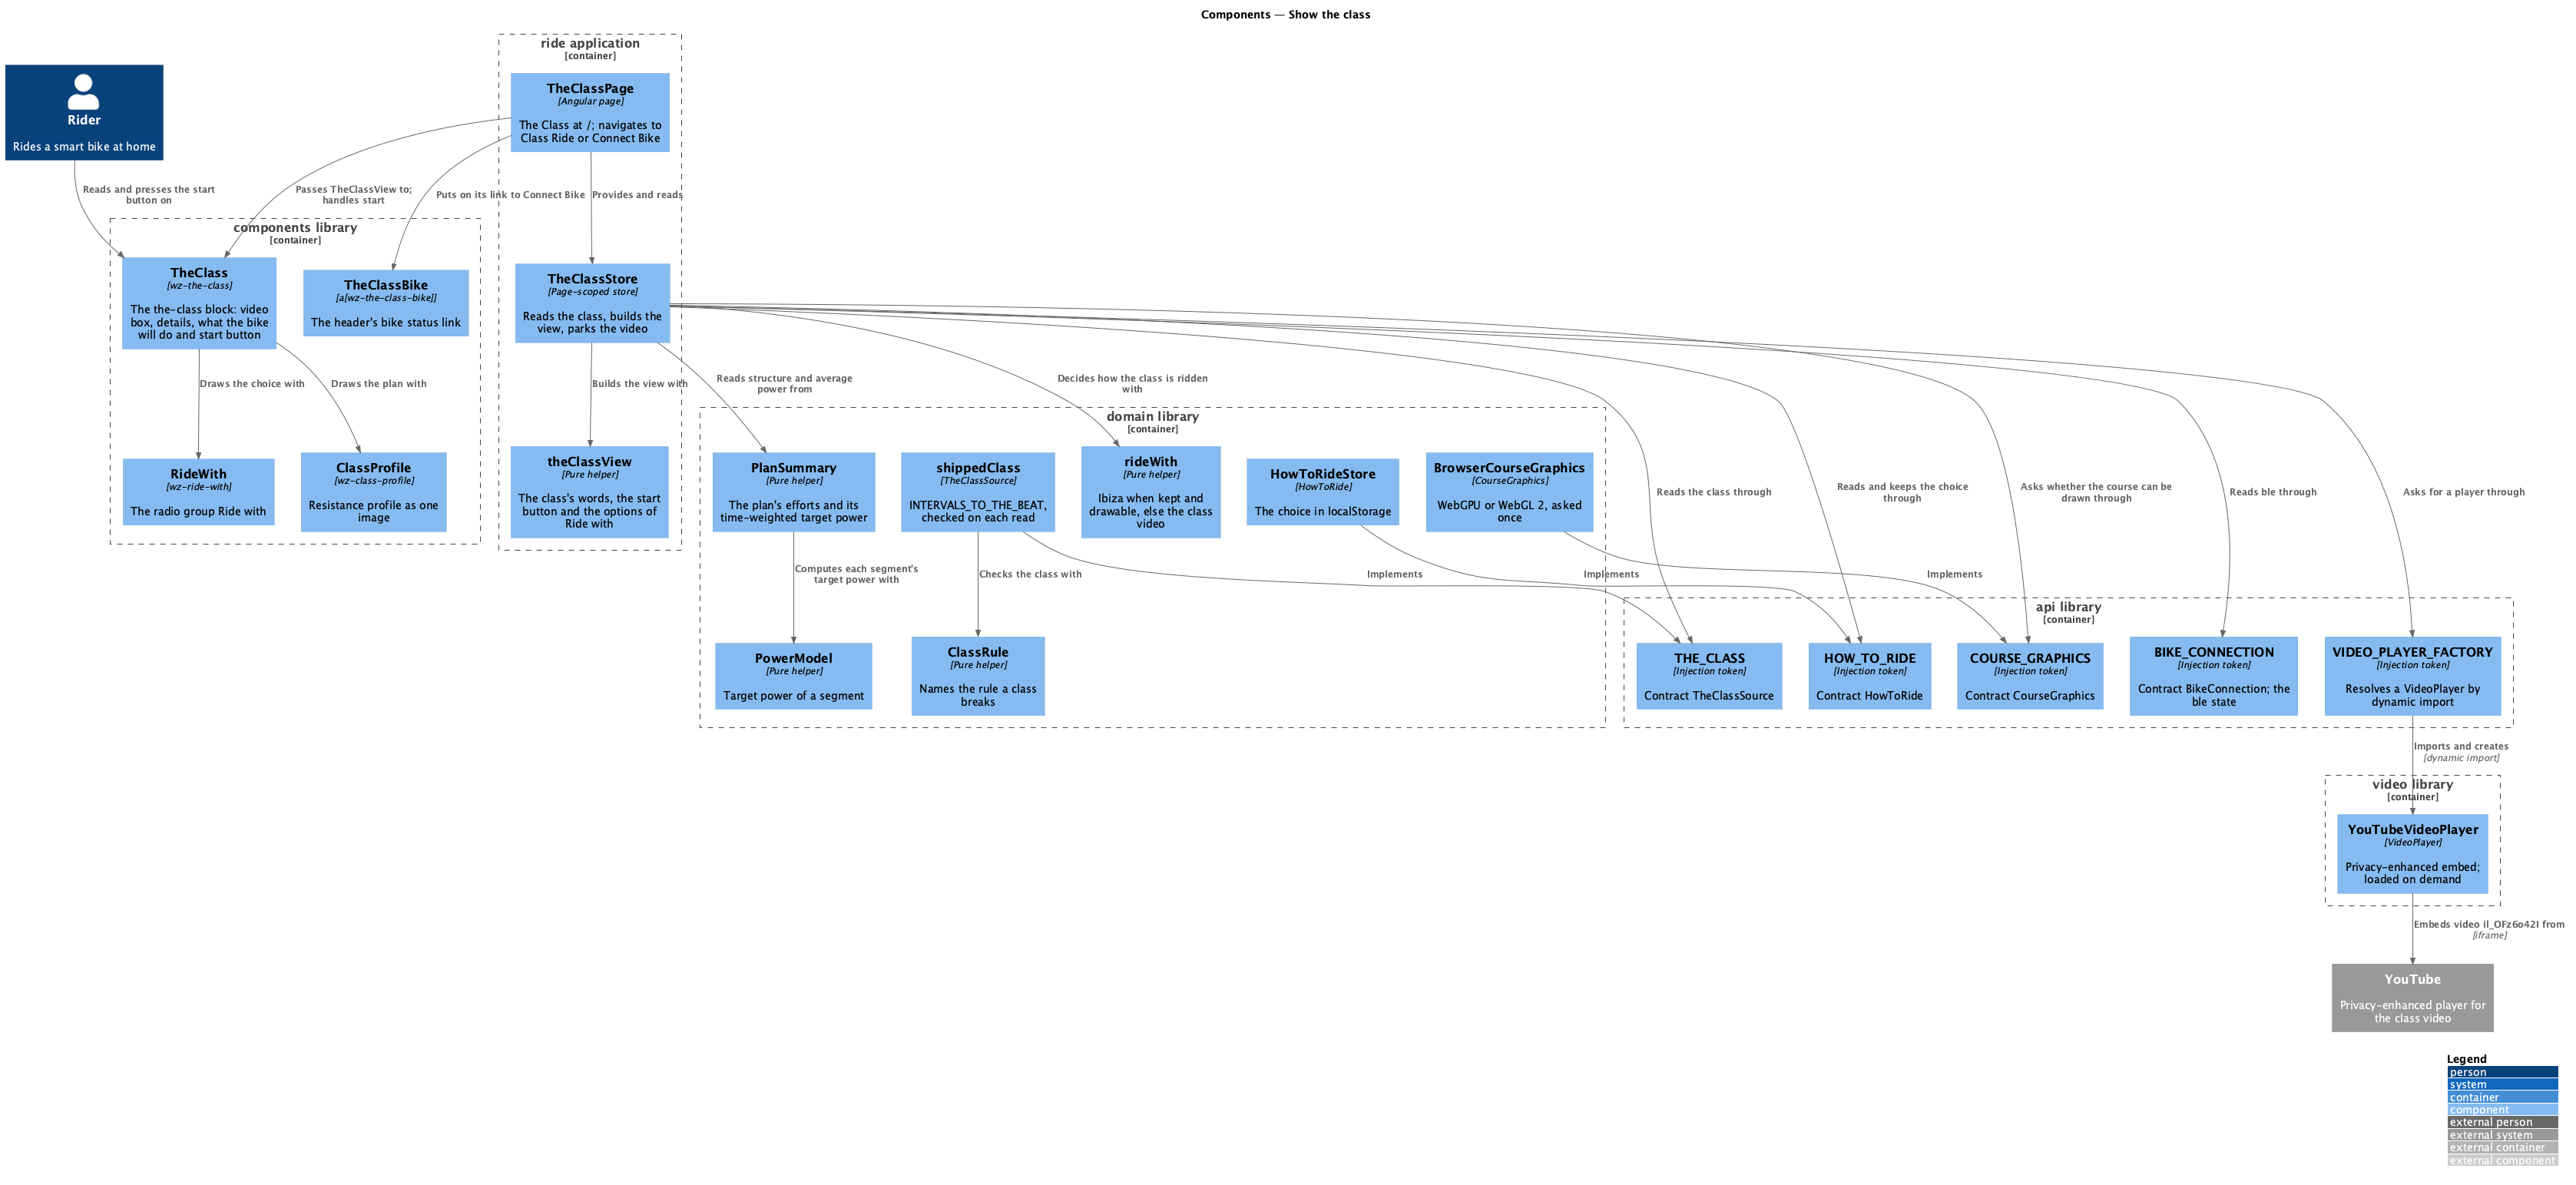 Components — Show the class
ride application
[container]
TheClassPage
[Angular page]
The Class at /; navigates to
Class Ride or Connect Bike
Rider
Rides a smart bike at home
Reads and presses the start
button on
Passes TheClassView to;
handles start
Puts on its link to Connect Bike
Provides and reads
components library
[container]
TheClass
[wz-the-class]
The the-class block: video
box, details, what the bike
will do and start button
TheClassBike
[a[wz-the-class-bike]]
The header's bike status link
TheClassStore
[Page-scoped store]
Reads the class, builds the
view, parks the video
Draws the choice with
Draws the plan with
Builds the view with
Reads structure and average
power from
Decides how the class is ridden
with
domain library
[container]
RideWith
[wz-ride-with]
The radio group Ride with
ClassProfile
[wz-class-profile]
Resistance profile as one
image
theClassView
[Pure helper]
The class's words, the start
button and the options of
Ride with
PlanSummary
[Pure helper]
The plan's efforts and its
time-weighted target power
shippedClass
[TheClassSource]
INTERVALS_TO_THE_BEAT,
checked on each read
rideWith
[Pure helper]
Ibiza when kept and
drawable, else the class
video
HowToRideStore
[HowToRide]
The choice in localStorage
BrowserCourseGraphics
[CourseGraphics]
WebGPU or WebGL 2, asked
once
Reads the class through
Reads and keeps the choice
through
Asks whether the course can be
drawn through
Reads ble through
Asks for a player through
Computes each segment's
target power with
Checks the class with
Implements
Implements
Implements
api library
[container]
PowerModel
[Pure helper]
Target power of a segment
ClassRule
[Pure helper]
Names the rule a class
breaks
THE_CLASS
[Injection token]
Contract TheClassSource
HOW_TO_RIDE
[Injection token]
Contract HowToRide
COURSE_GRAPHICS
[Injection token]
Contract CourseGraphics
BIKE_CONNECTION
[Injection token]
Contract BikeConnection; the
ble state
VIDEO_PLAYER_FACTORY
[Injection token]
Resolves a VideoPlayer by
dynamic import
Imports and creates
[dynamic import]
video library
[container]
YouTubeVideoPlayer
[VideoPlayer]
Privacy-enhanced embed;
loaded on demand
Embeds video il_OFz6o42I from
[iframe]
YouTube
Privacy-enhanced player for
the class video
Legend
person
system
container
component
external person
external system
external container
external component